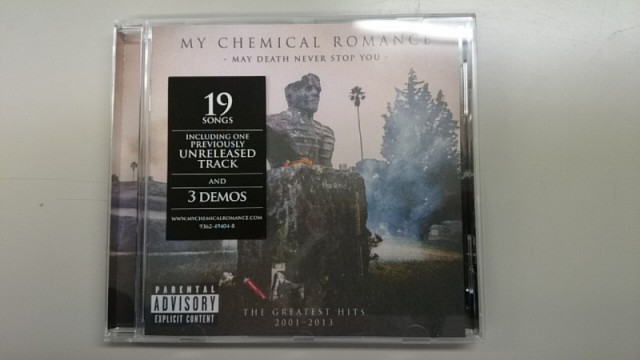 MY CHEMICAL ROMANCE
- MAY DEATH NEVER STOP YOU -
19
SONGS
INCLUDING ONE
PREVIOUSLY
UNRELEASED
TRACK
AND
3 DEMOS
WWW.MYCHEMICALROMANCE.COM
9362-49404-8
PARENTAL
ADVISORY
EXPLICIT CONTENT
THE GREATEST HITS
2001-2013